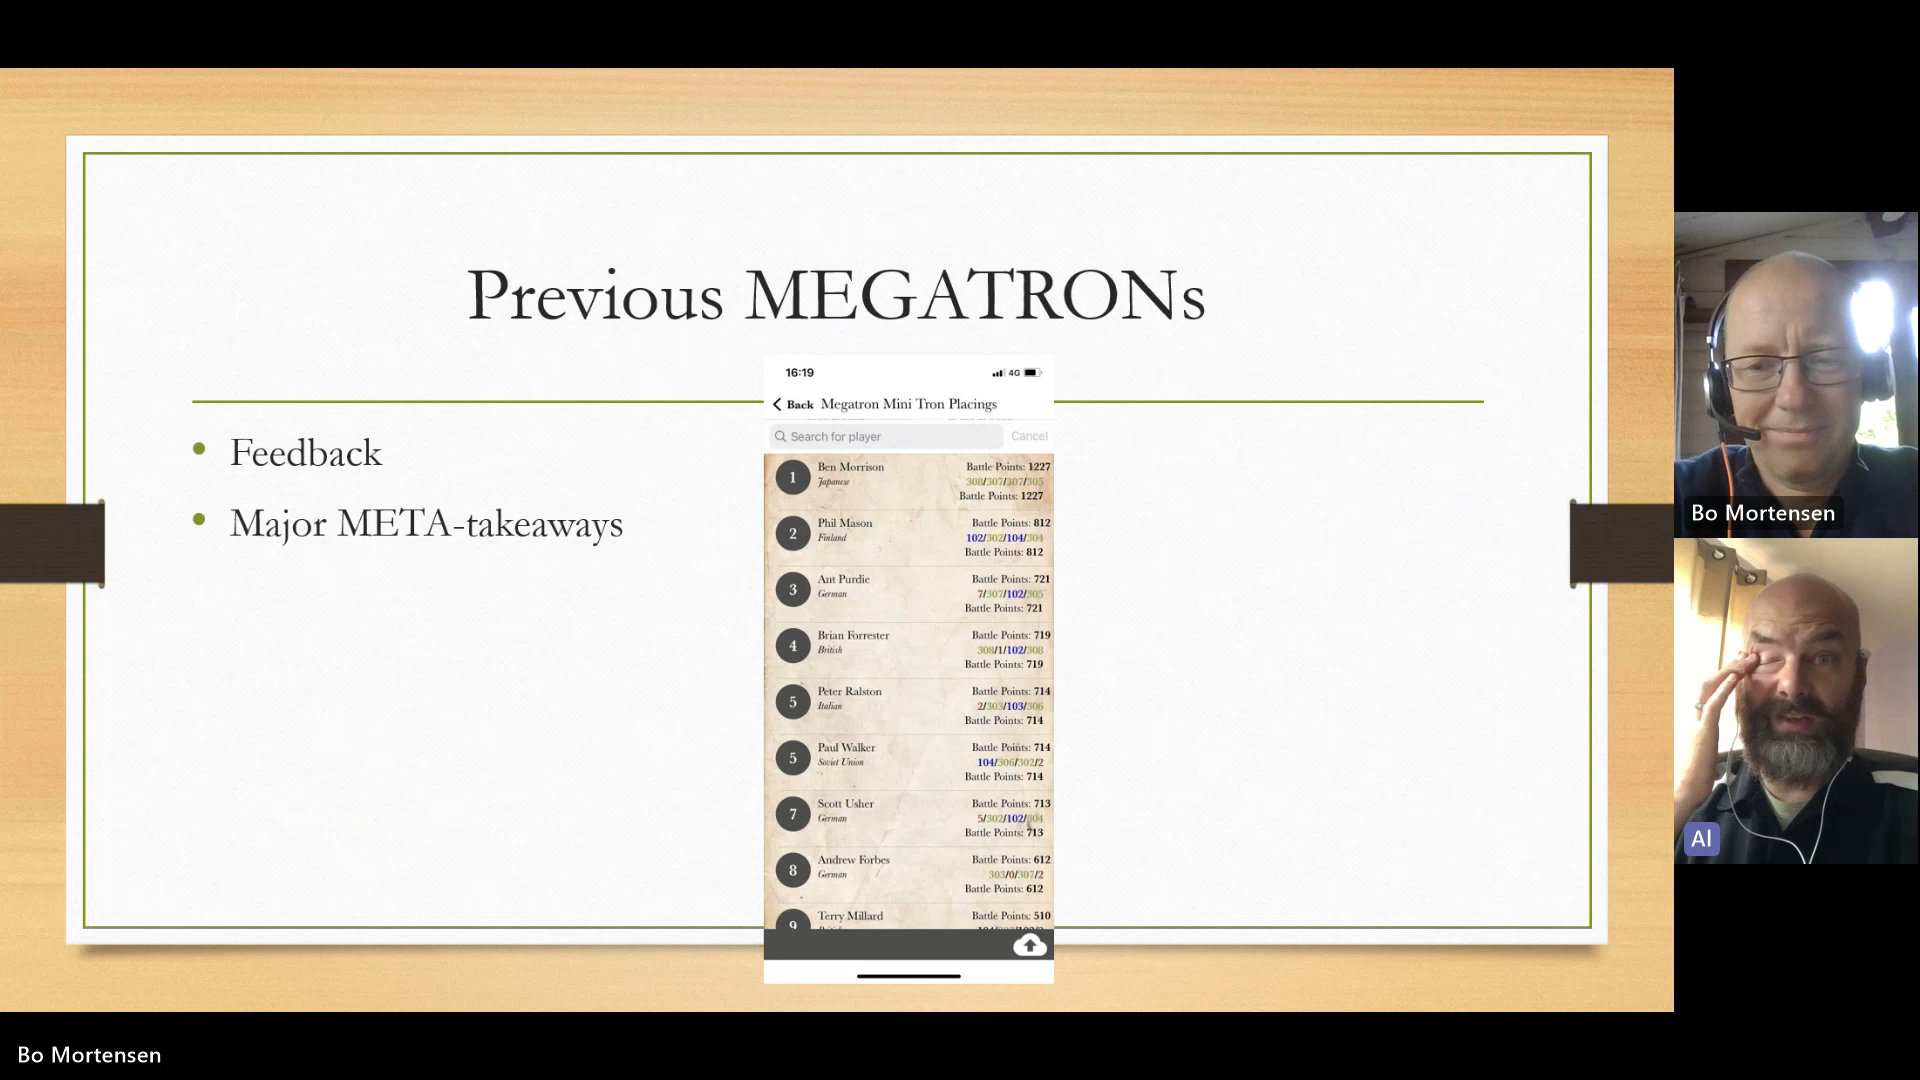 Previous MEGATRONs
Feedback
Major META-takeaways
16:19
4G
Back Megatron Mini Tron Placings
Search for player Cancel
1 Ben Morrison Battle Points: 1227
Japanese 308/307/307/305
Battle Points: 1227
2 Phil Mason Battle Points: 812
Finland 102/302/104/304
Battle Points: 812
3 Ant Purdie Battle Points: 721
German 7/307/102/305
Battle Points: 721
4 Brian Forrester Battle Points: 719
British 308/1/102/308
Battle Points: 719
5 Peter Ralston Battle Points: 714
Italian 2/303/103/306
Battle Points: 714
5 Paul Walker Battle Points: 714
Soviet Union 104/306/302/2
Battle Points: 714
7 Scott Usher Battle Points: 713
German 5/302/102/304
Battle Points: 713
8 Andrew Forbes Battle Points: 612
German 303/0/307/2
Battle Points: 612
9 Terry Millard Battle Points: 510
Bo Mortensen
Al
Bo Mortensen